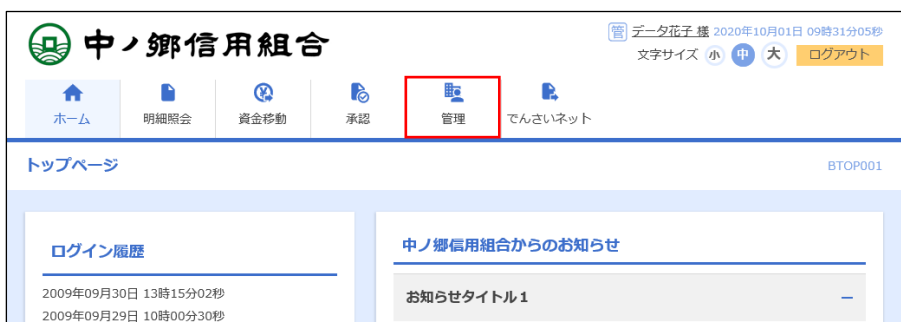 中ノ郷信用組合
管 データ花子 様 2020年10月01日 09時31分05秒
文字サイズ 小 中 大 ログアウト
ホーム 明細照会 資金移動 承認 管理 でんさいネット
トップページ BTOP001
ログイン履歴
2009年09月30日 13時15分02秒
2009年09月29日 10時00分30秒
中ノ郷信用組合からのお知らせ
お知らせタイトル1